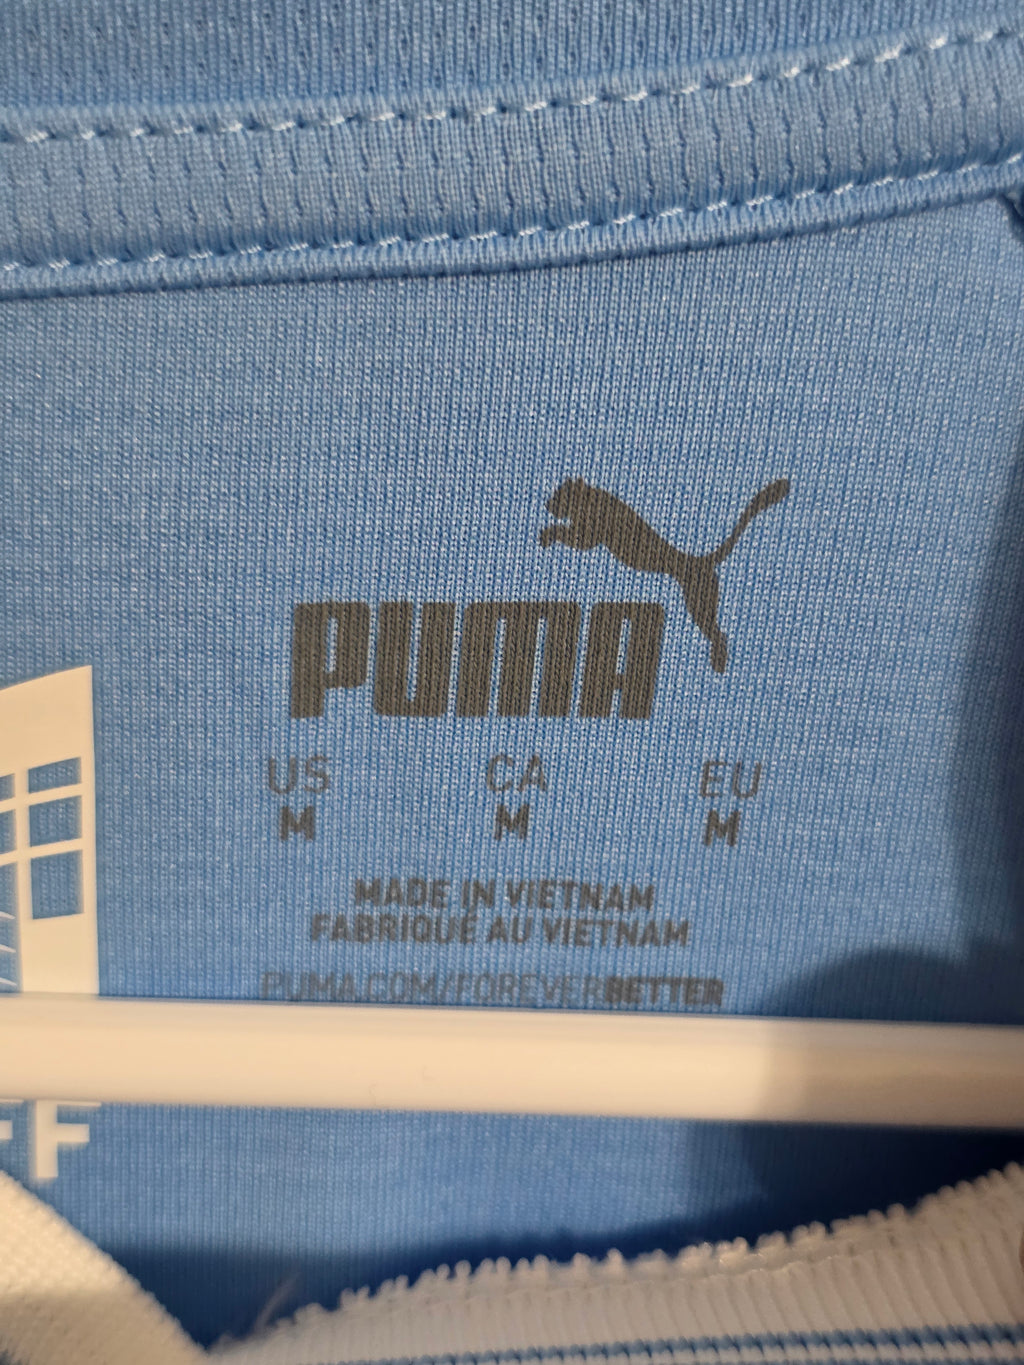 PUMA
US CA EU
M M M
MADE IN VIETNAM
FABRIQUÉ AU VIETNAM
PUMA.COM/FOREVERBETTER